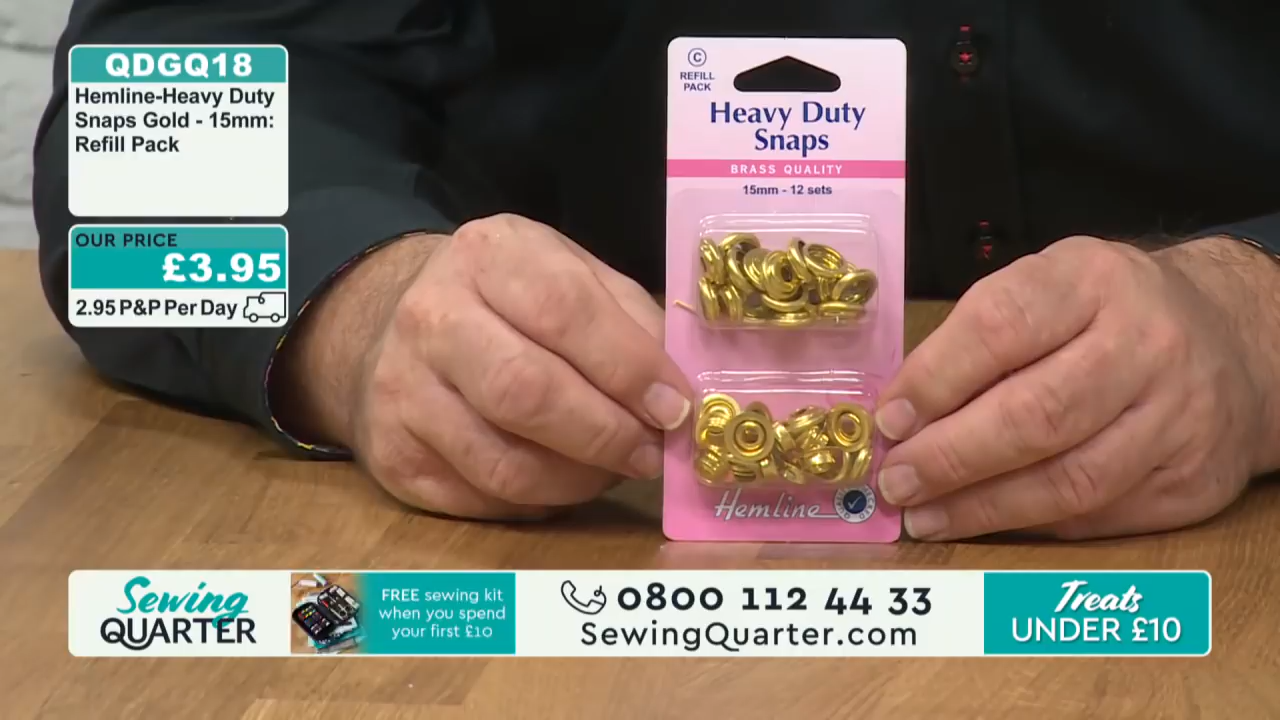 QDGQ18
Hemline-Heavy Duty
Snaps Gold - 15mm:
Refill Pack
OUR PRICE
£3.95
2.95 P&P Per Day
C
REFILL
PACK
Heavy Duty
Snaps
BRASS QUALITY
15mm - 12 sets
Hemline
Sewing
QUARTER
FREE sewing kit
when you spend
your first £10
0800 112 44 33
SewingQuarter.com
Treats
UNDER £10